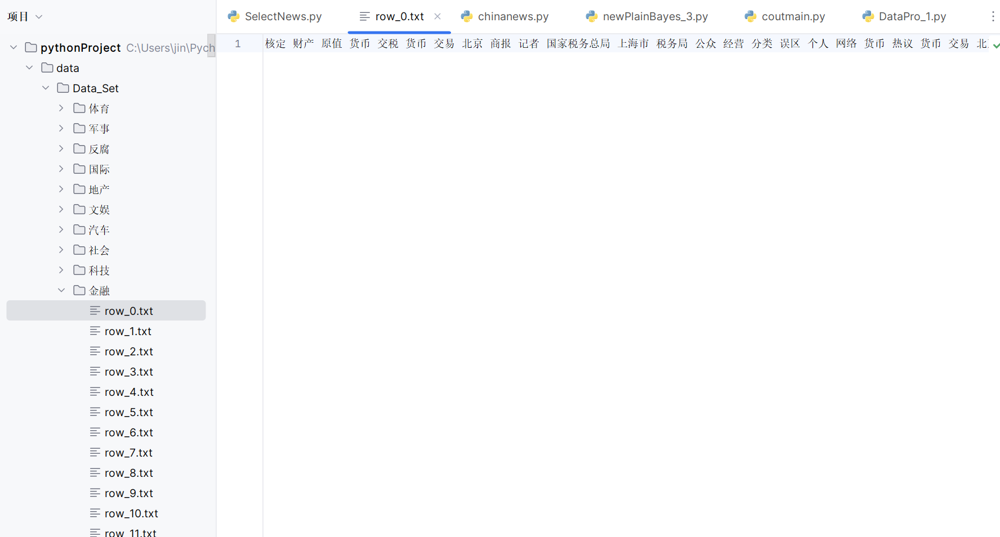 项目
SelectNews.py row_0.txt chinanews.py newPlainBayes_3.py coutmain.py DataPro_1.py
pythonProject C:\Users\jin\Pych
data
Data_Set
体育
军事
反腐
国际
地产
文娱
汽车
社会
科技
金融
row_0.txt
row_1.txt
row_2.txt
row_3.txt
row_4.txt
row_5.txt
row_6.txt
row_7.txt
row_8.txt
row_9.txt
row_10.txt
row_11.txt
1 核定 财产 原值 货币 交税 货币 交易 北京 商报 记者 国家税务总局 上海市 税务局 公众 经营 分类 误区 个人 网络 货币 热议 货币 交易 北